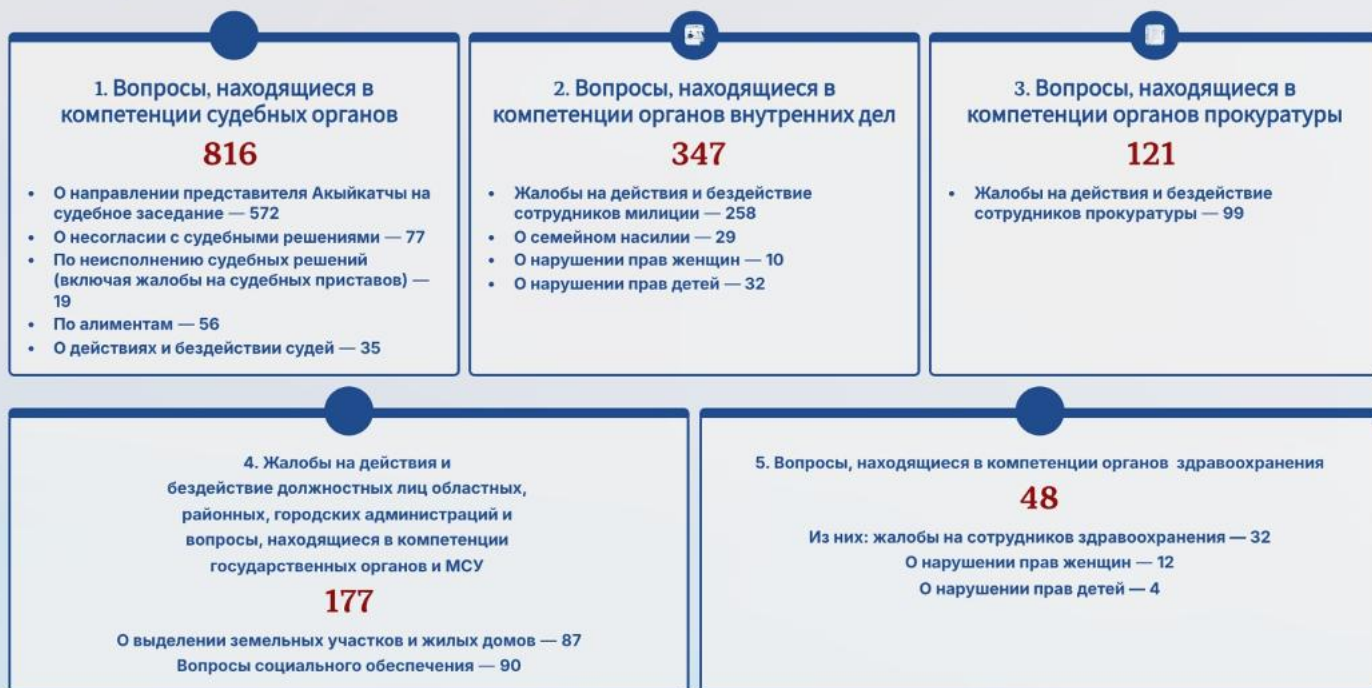 1. Вопросы, находящиеся в
компетенции судебных органов
816
• О направлении представителя Акыйкатчы на
судебное заседание — 572
• О несогласии с судебными решениями — 77
• По неисполнению судебных решений
(включая жалобы на судебных приставов) —
19
• По алиментам — 56
• О действиях и бездействии судей — 35
2. Вопросы, находящиеся в
компетенции органов внутренних дел
347
• Жалобы на действия и бездействие
сотрудников милиции — 258
• О семейном насилии — 29
• О нарушении прав женщин — 10
• О нарушении прав детей — 32
3. Вопросы, находящиеся в
компетенции органов прокуратуры
121
• Жалобы на действия и бездействие
сотрудников прокуратуры — 99
4. Жалобы на действия и
бездействие должностных лиц областных,
районных, городских администраций и
вопросы, находящиеся в компетенции
государственных органов и МСУ
177
О выделении земельных участков и жилых домов — 87
Вопросы социального обеспечения — 90
5. Вопросы, находящиеся в компетенции органов здравоохранения
48
Из них: жалобы на сотрудников здравоохранения — 32
О нарушении прав женщин — 12
О нарушении прав детей — 4